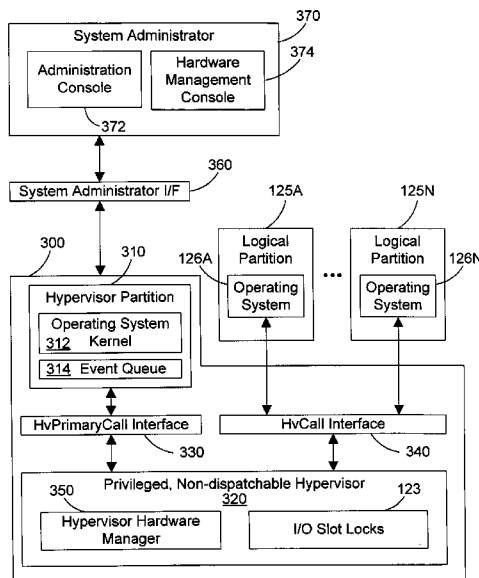 370
System Administrator
Administration
Console
Hardware
Management
Console
374
372
360
System Administrator I/F
125A
125N
300
310
Logical
Partition
126A
Operating
System
...
Logical
Partition
126N
Operating
System
Hypervisor Partition
Operating System
312 Kernel
314 Event Queue
HvPrimaryCall Interface
330
HvCall Interface
340
Privileged, Non-dispatchable Hypervisor
320
350
123
Hypervisor Hardware
Manager
I/O Slot Locks